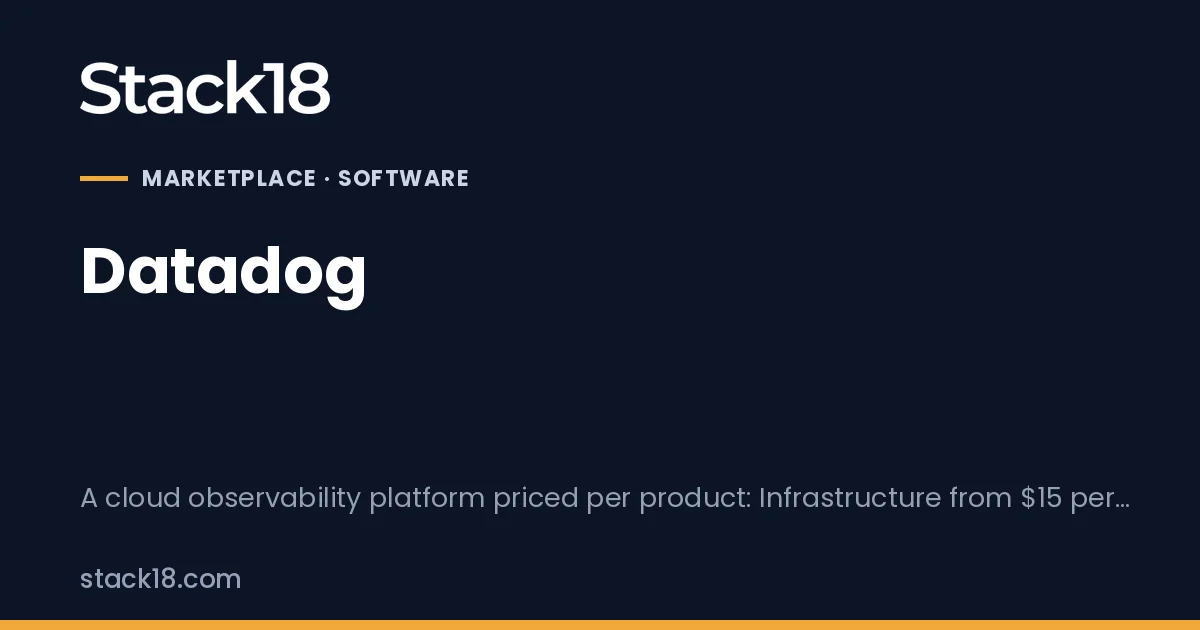 Stack18
MARKETPLACE · SOFTWARE
Datadog
A cloud observability platform priced per product: Infrastructure from $15 per...
stack18.com